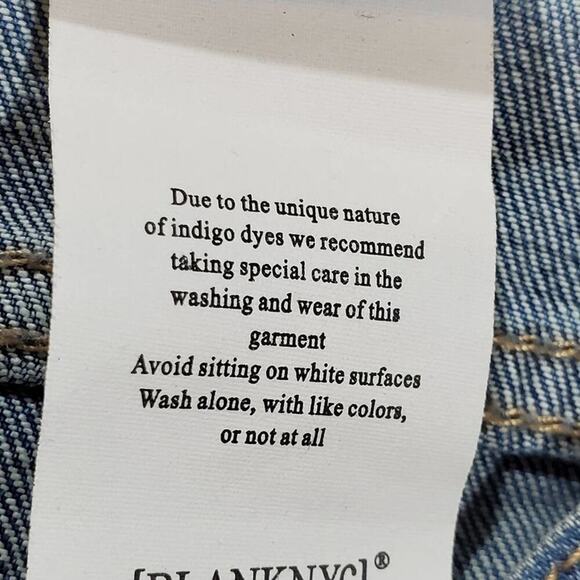 Due to the unique nature
of indigo dyes we recommend
taking special care in the
washing and wear of this
garment
Avoid sitting on white surfaces
Wash alone, with like colors,
or not at all
[BLANKNYC]®